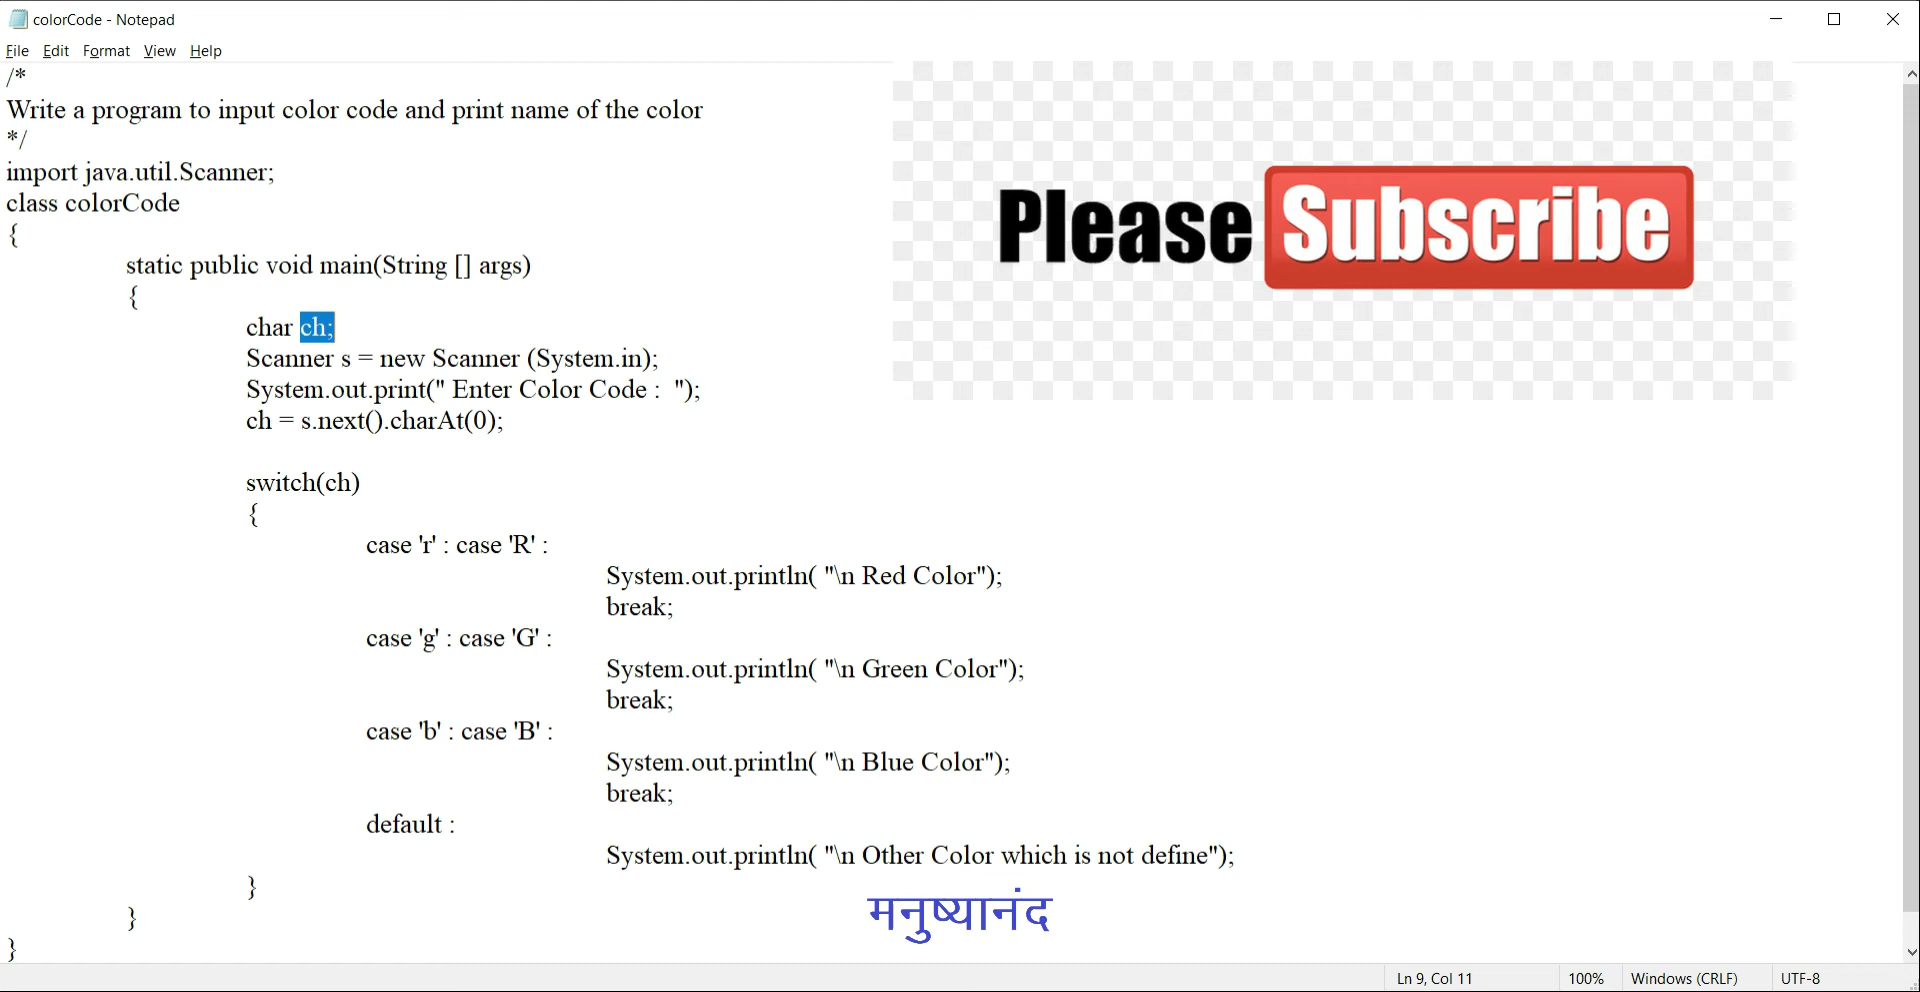 colorCode - Notepad
File Edit Format View Help
/*
Write a program to input color code and print name of the color
*/
import java.util.Scanner;
class colorCode
{
static public void main(String [] args)
{
char ch;
Scanner s = new Scanner (System.in);
System.out.print(" Enter Color Code :  ");
ch = s.next().charAt(0);
switch(ch)
{
case 'r' : case 'R' :
System.out.println( "\n Red Color");
break;
case 'g' : case 'G' :
System.out.println( "\n Green Color");
break;
case 'b' : case 'B' :
System.out.println( "\n Blue Color");
break;
default :
System.out.println( "\n Other Color which is not define");
}
}
}
Please Subscribe
मनुष्यानंद
Ln 9, Col 11 100% Windows (CRLF) UTF-8